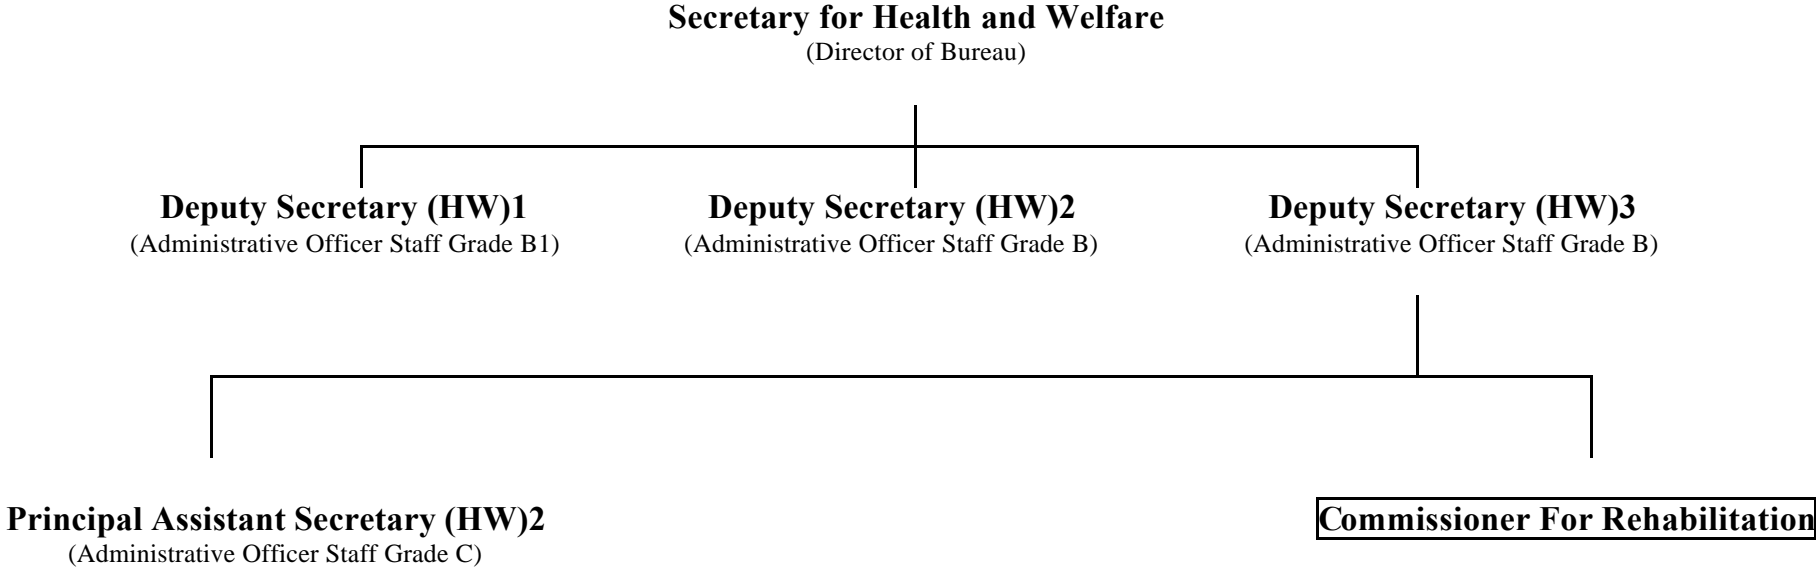 Secretary for Health and Welfare
(Director of Bureau)
Deputy Secretary (HW)1
Deputy Secretary (HW)2
Deputy Secretary (HW)3
(Administrative Officer Staff Grade B1)
(Administrative Officer Staff Grade B)
(Administrative Officer Staff Grade B)
Principal Assistant Secretary (HW)2
Commissioner For Rehabilitation
(Administrative Officer Staff Grade C)